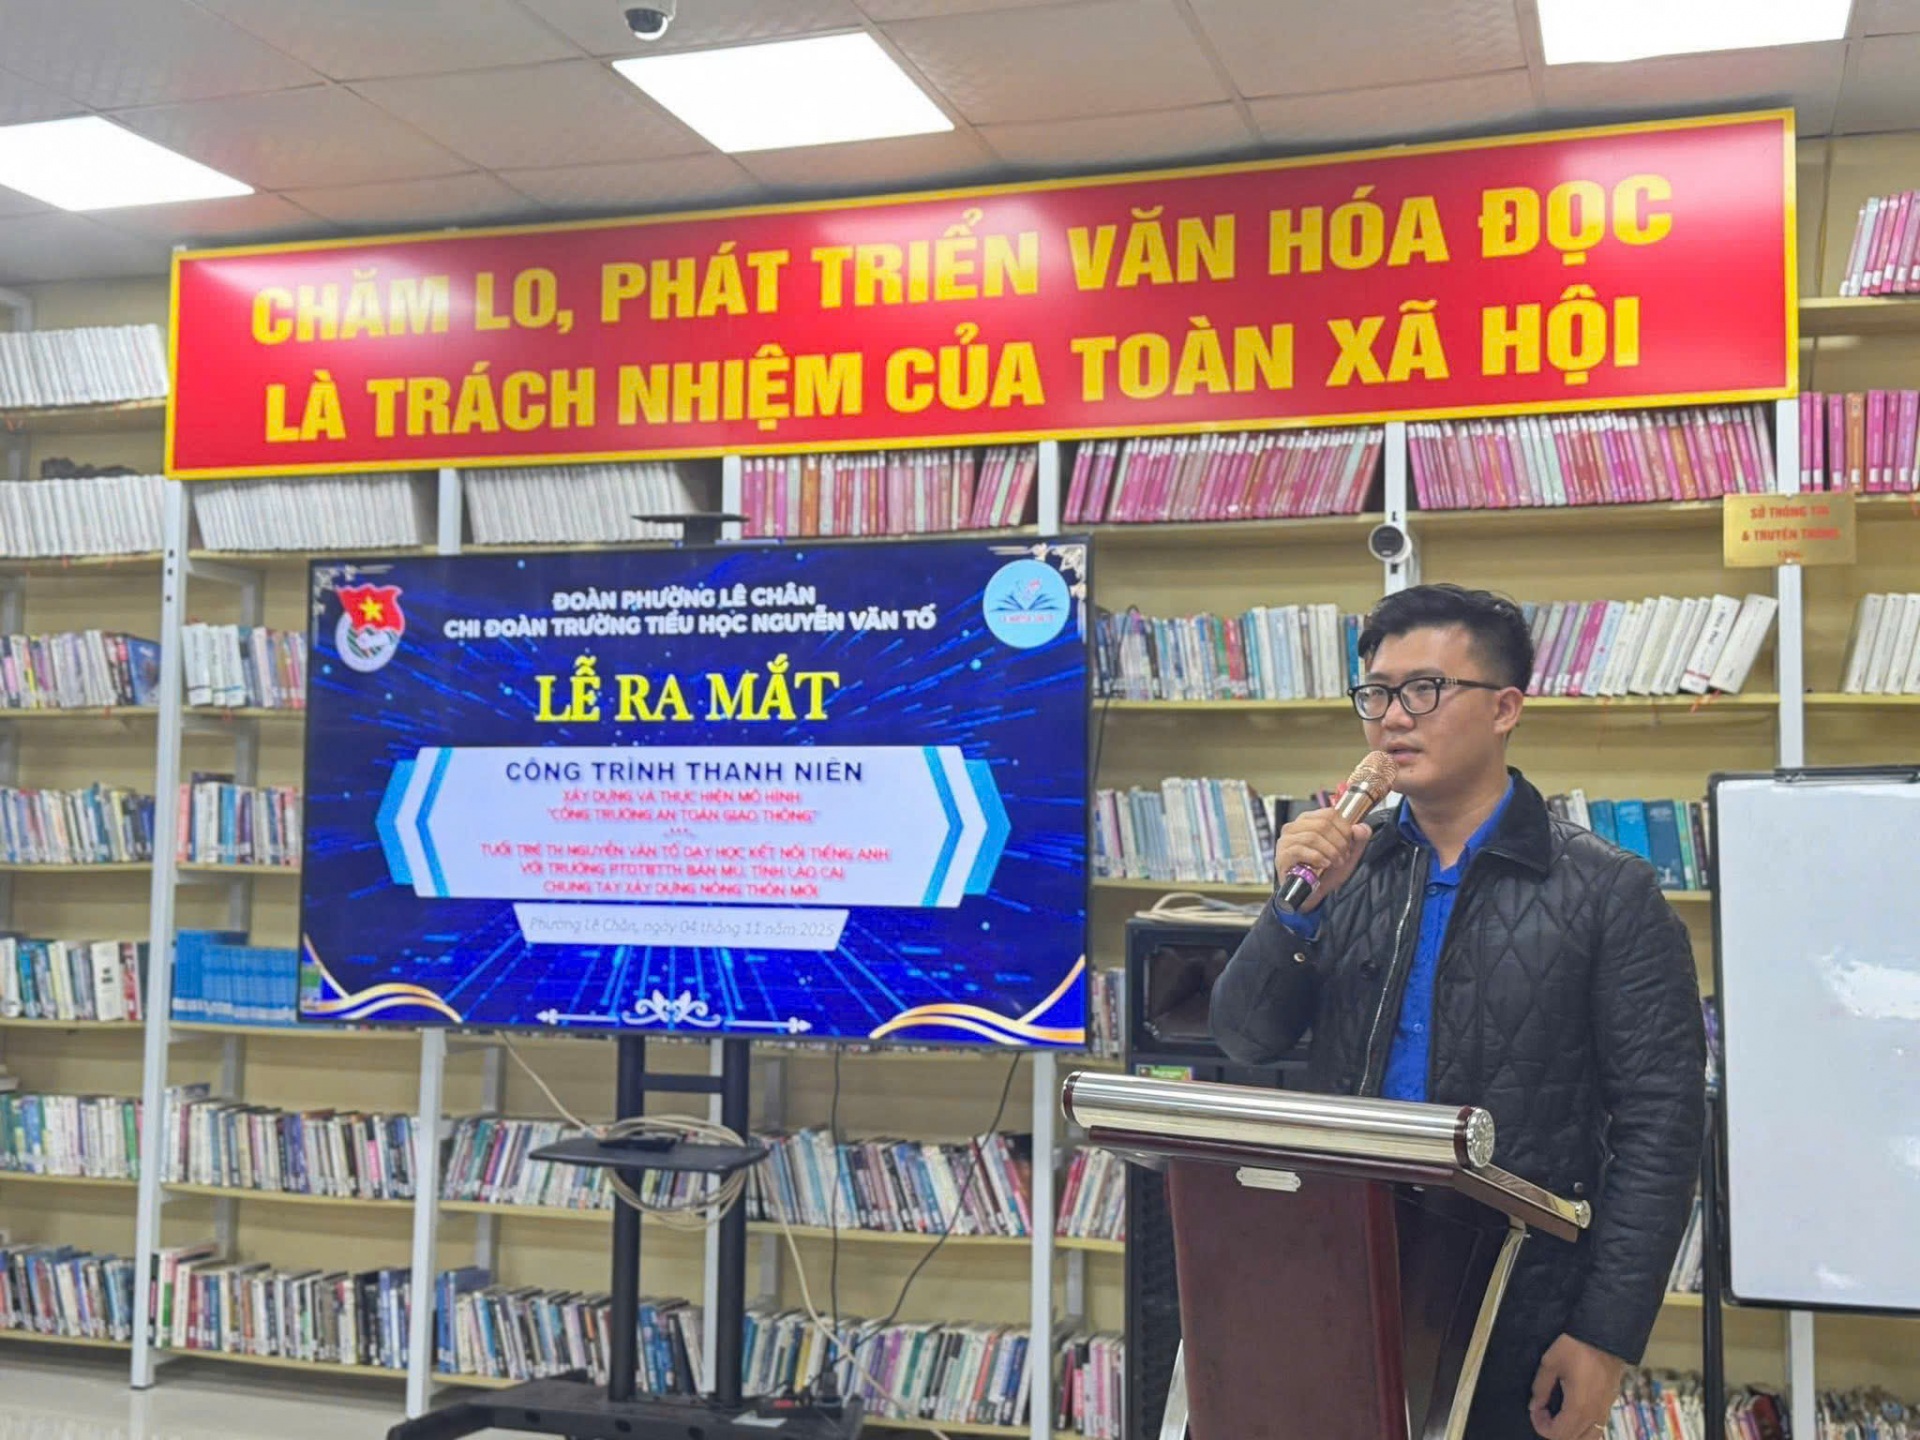 CHĂM LO, PHÁT TRIỂN VĂN HÓA ĐỌC
LÀ TRÁCH NHIỆM CỦA TOÀN XÃ HỘI
SỞ THÔNG TIN
& TRUYỀN THÔNG
TẶNG
ĐOÀN PHƯỜNG LÊ CHÂN
CHI ĐOÀN TRƯỜNG TIỂU HỌC NGUYỄN VĂN TỐ
LỄ RA MẮT
CÔNG TRÌNH THANH NIÊN
XÂY DỰNG VÀ THỰC HIỆN MÔ HÌNH
"CỔNG TRƯỜNG AN TOÀN GIAO THÔNG"
TUỔI TRẺ TH NGUYỄN VĂN TỐ DẠY HỌC KẾT NỐI TIẾNG ANH
VỚI TRƯỜNG PTDTBTTH BẢN MÙ, TỈNH LÀO CAI
CHUNG TAY XÂY DỰNG NÔNG THÔN MỚI
Phường Lê Chân, ngày 04 tháng 11 năm 2025